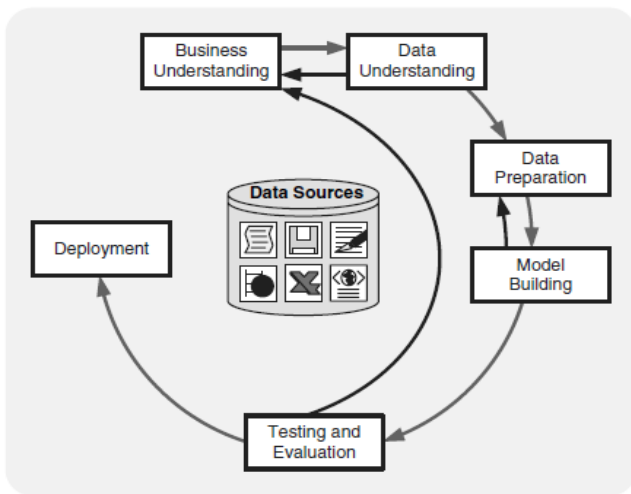 Business
Understanding
Data
Understanding
Data
Preparation
Data Sources
Deployment
Model
Building
Testing and
Evaluation